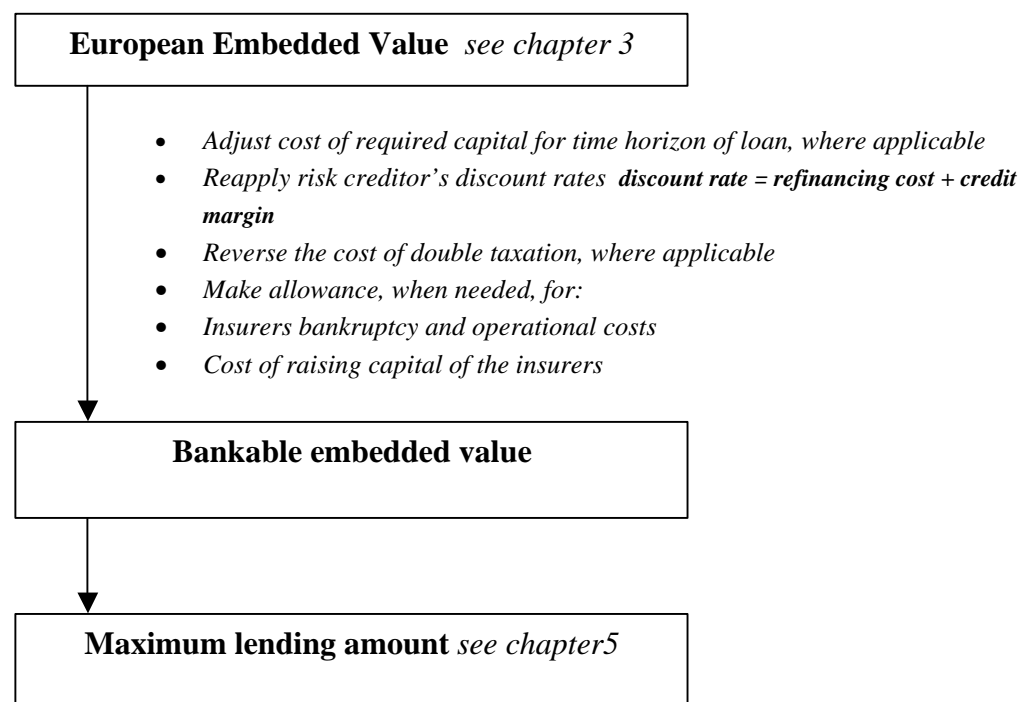 European Embedded Value see chapter 3
• Adjust cost of required capital for time horizon of loan, where applicable
• Reapply risk creditor's discount rates discount rate = refinancing cost + credit
margin
• Reverse the cost of double taxation, where applicable
• Make allowance, when needed, for:
• Insurers bankruptcy and operational costs
• Cost of raising capital of the insurers
Bankable embedded value
Maximum lending amount see chapter5